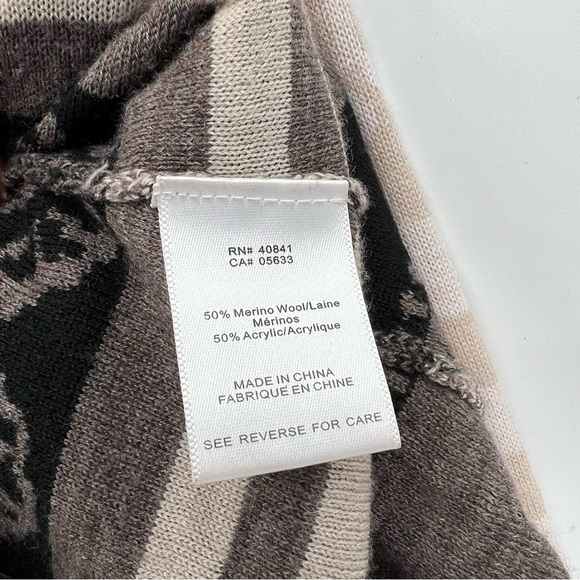 RN# 40841
CA# 05633
50% Merino Wool/Laine
Mérinos
50% Acrylic/Acrylique
MADE IN CHINA
FABRIQUE EN CHINE
SEE REVERSE FOR CARE